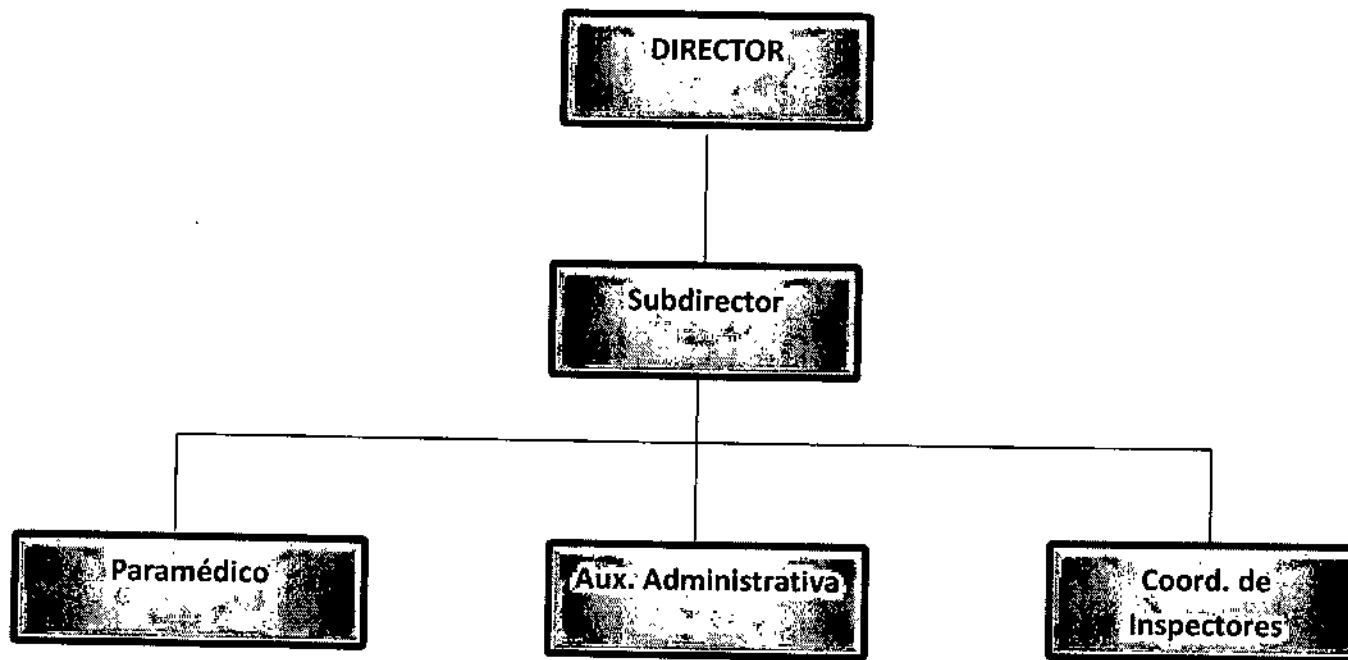 DIRECTOR
Subdirector
Paramédico
Aux. Administrativa
Coord. de
Inspectores